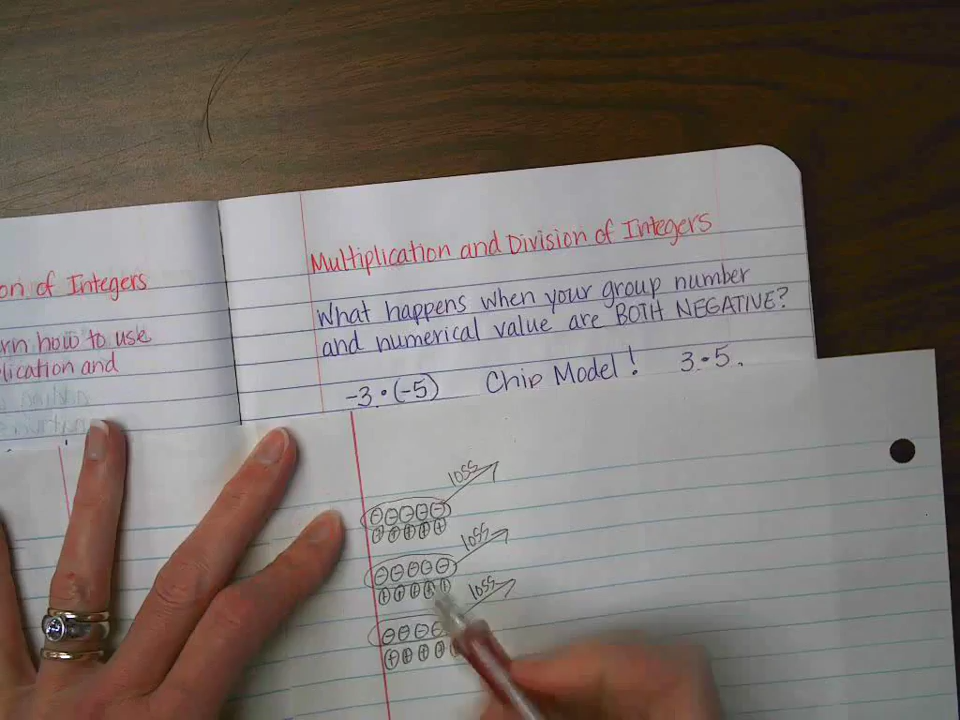 on of Integers
rn how to use
lication and
Multiplication and Division of Integers
What happens when your group number
and numerical value are BOTH NEGATIVE?
-3 • (-5) Chip Model! 3 • 5.
loss
⊖⊖⊖⊖⊖
⊕⊕⊕⊕⊕
loss
⊖⊖⊖⊖⊖
⊕⊕⊕⊕⊕
loss
⊖⊖⊖⊖
⊕⊕⊕⊕